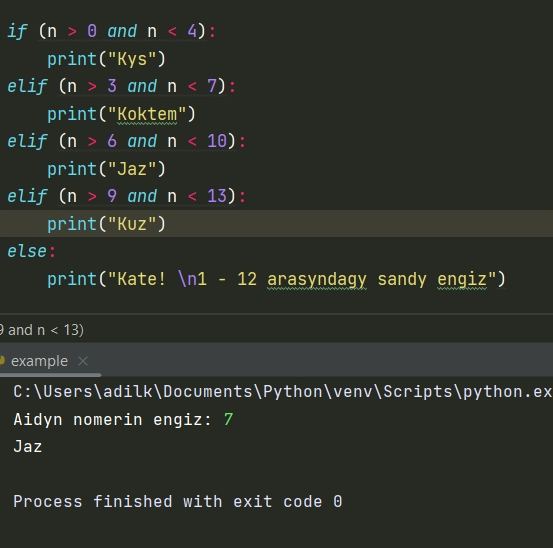 if (n > 0 and n < 4):
    print("Kys")
elif (n > 3 and n < 7):
    print("Koktem")
elif (n > 6 and n < 10):
    print("Jaz")
elif (n > 9 and n < 13):
    print("Kuz")
else:
    print("Kate! \n1 - 12 arasyndagy sandy engiz")
9 and n < 13)
example ×
C:\Users\adilk\Documents\Python\venv\Scripts\python.ex
Aidyn nomerin engiz: 7
Jaz
Process finished with exit code 0